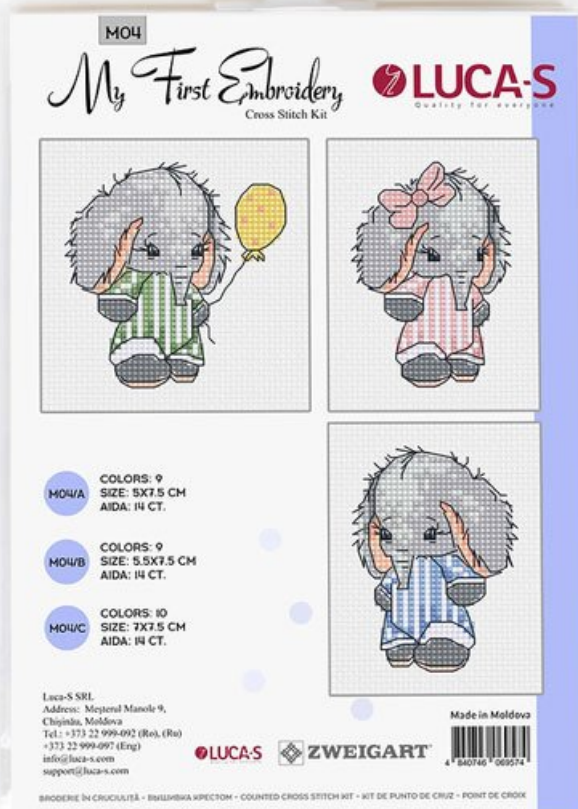 M04
My First Embroidery
Cross Stitch Kit
LUCA-S
Quality for everyone
M04/A
COLORS: 9
SIZE: 5X7.5 CM
AIDA: 14 CT.
M04/B
COLORS: 9
SIZE: 5.5X7.5 CM
AIDA: 14 CT.
M04/C
COLORS: 10
SIZE: 7X7.5 CM
AIDA: 14 CT.
Luca-S SRL
Address: Meşterul Manole 9,
Chişinău, Moldova
Tel.: +373 22 999-092 (Ro), (Ru)
+373 22 999-097 (Eng)
info@luca-s.com
support@luca-s.com
LUCA-S
ZWEIGART
Made in Moldova
4 840746 069574
BRODERIE ÎN CRUCIULIŢĂ - ВЫШИВКА КРЕСТОМ - COUNTED CROSS STITCH KIT - KIT DE PUNTO DE CRUZ - POINT DE CROIX